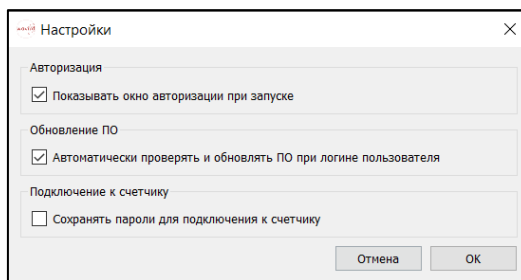 Настройки
Авторизация
Показывать окно авторизации при запуске
Обновление ПО
Автоматически проверять и обновлять ПО при логине пользователя
Подключение к счетчику
Сохранять пароли для подключения к счетчику
Отмена OK